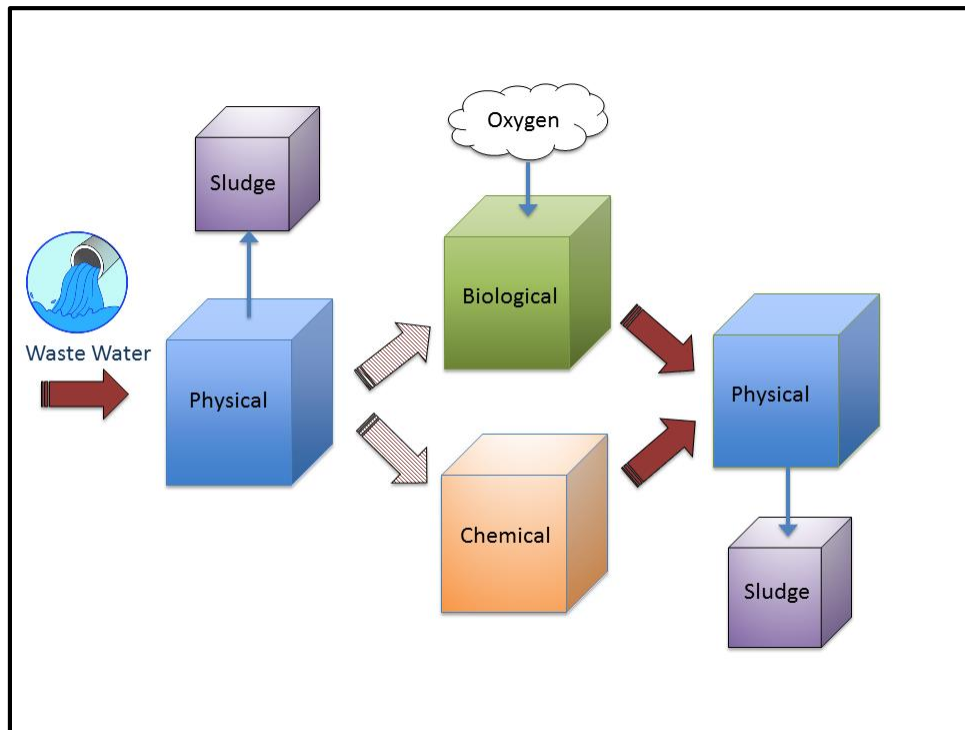 Oxygen
Sludge
Biological
Waste Water
Physical
Physical
Chemical
Sludge